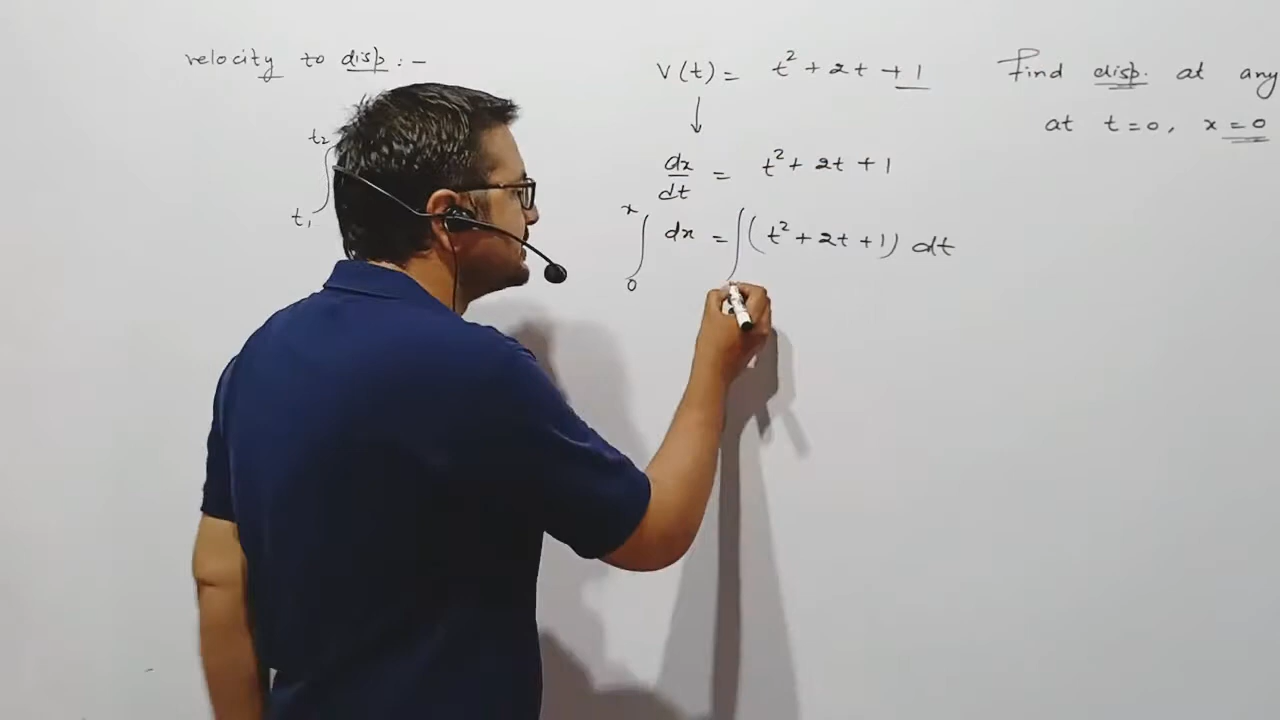 velocity to disp : -
t₂
t₁
V(t) = t² + 2t + 1
dx/dt = t² + 2t + 1
∫₀ˣ dx = ∫(t² + 2t + 1) dt
Find disp. at any
at t=0, x=0